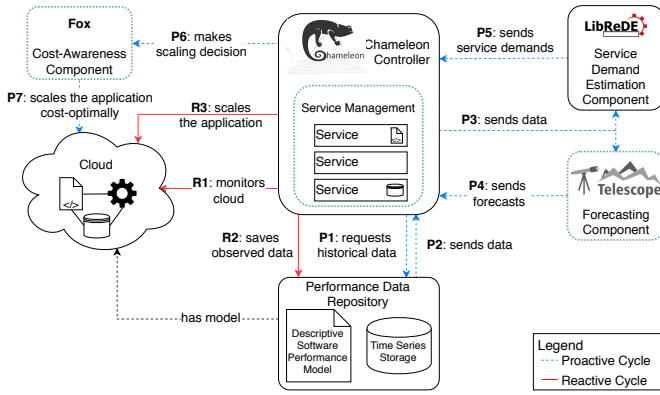 Fox
Cost-Awareness
Component
P6: makes
scaling decision
Chameleon
Chameleon
Controller
P5: sends
service demands
LibReDE
Service
Demand
Estimation
Component
P7: scales the application
cost-optimally
R3: scales
the application
Service Management
Service
</>
Service
Service
P3: sends data
Cloud
</>
R1: monitors
cloud
P4: sends
forecasts
Telescope
Forecasting
Component
R2: saves
observed data
P1: requests
historical data
P2: sends data
has model
Performance Data
Repository
Descriptive
Software
Performance
Model
Time Series
Storage
Legend
Proactive Cycle
Reactive Cycle